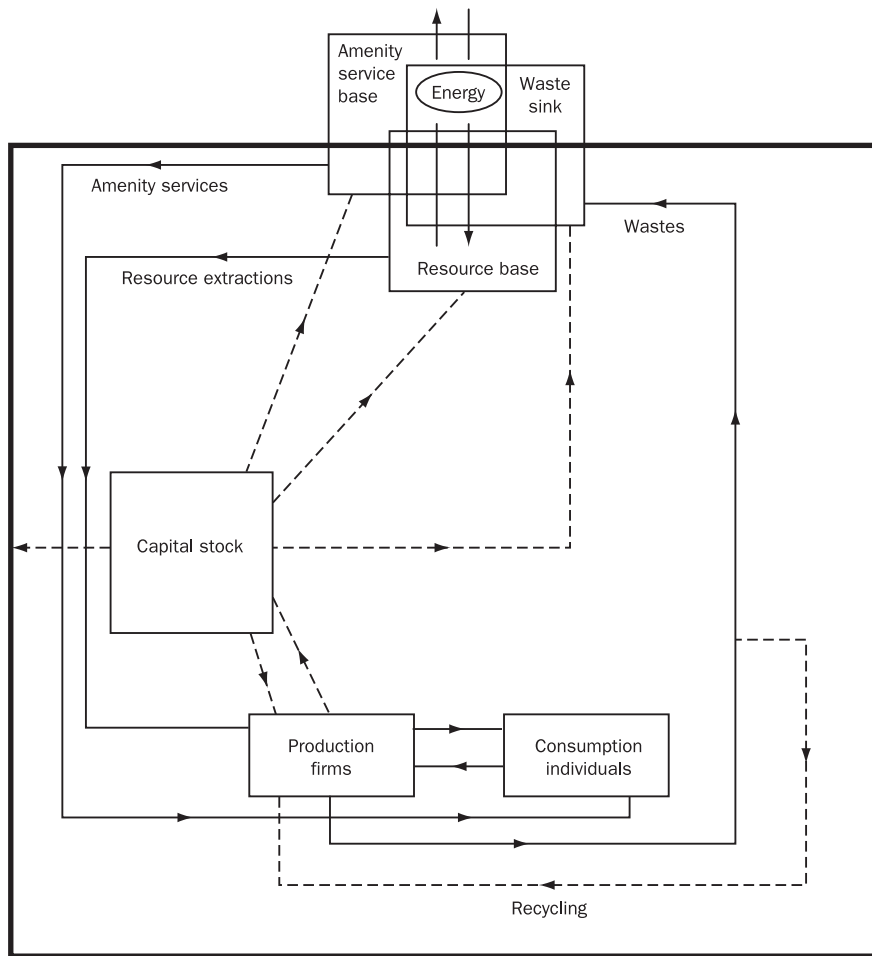 Amenity
service
base
Energy
Waste
sink
Amenity services
Wastes
Resource extractions
Resource base
Capital stock
Production
firms
Consumption
individuals
Recycling